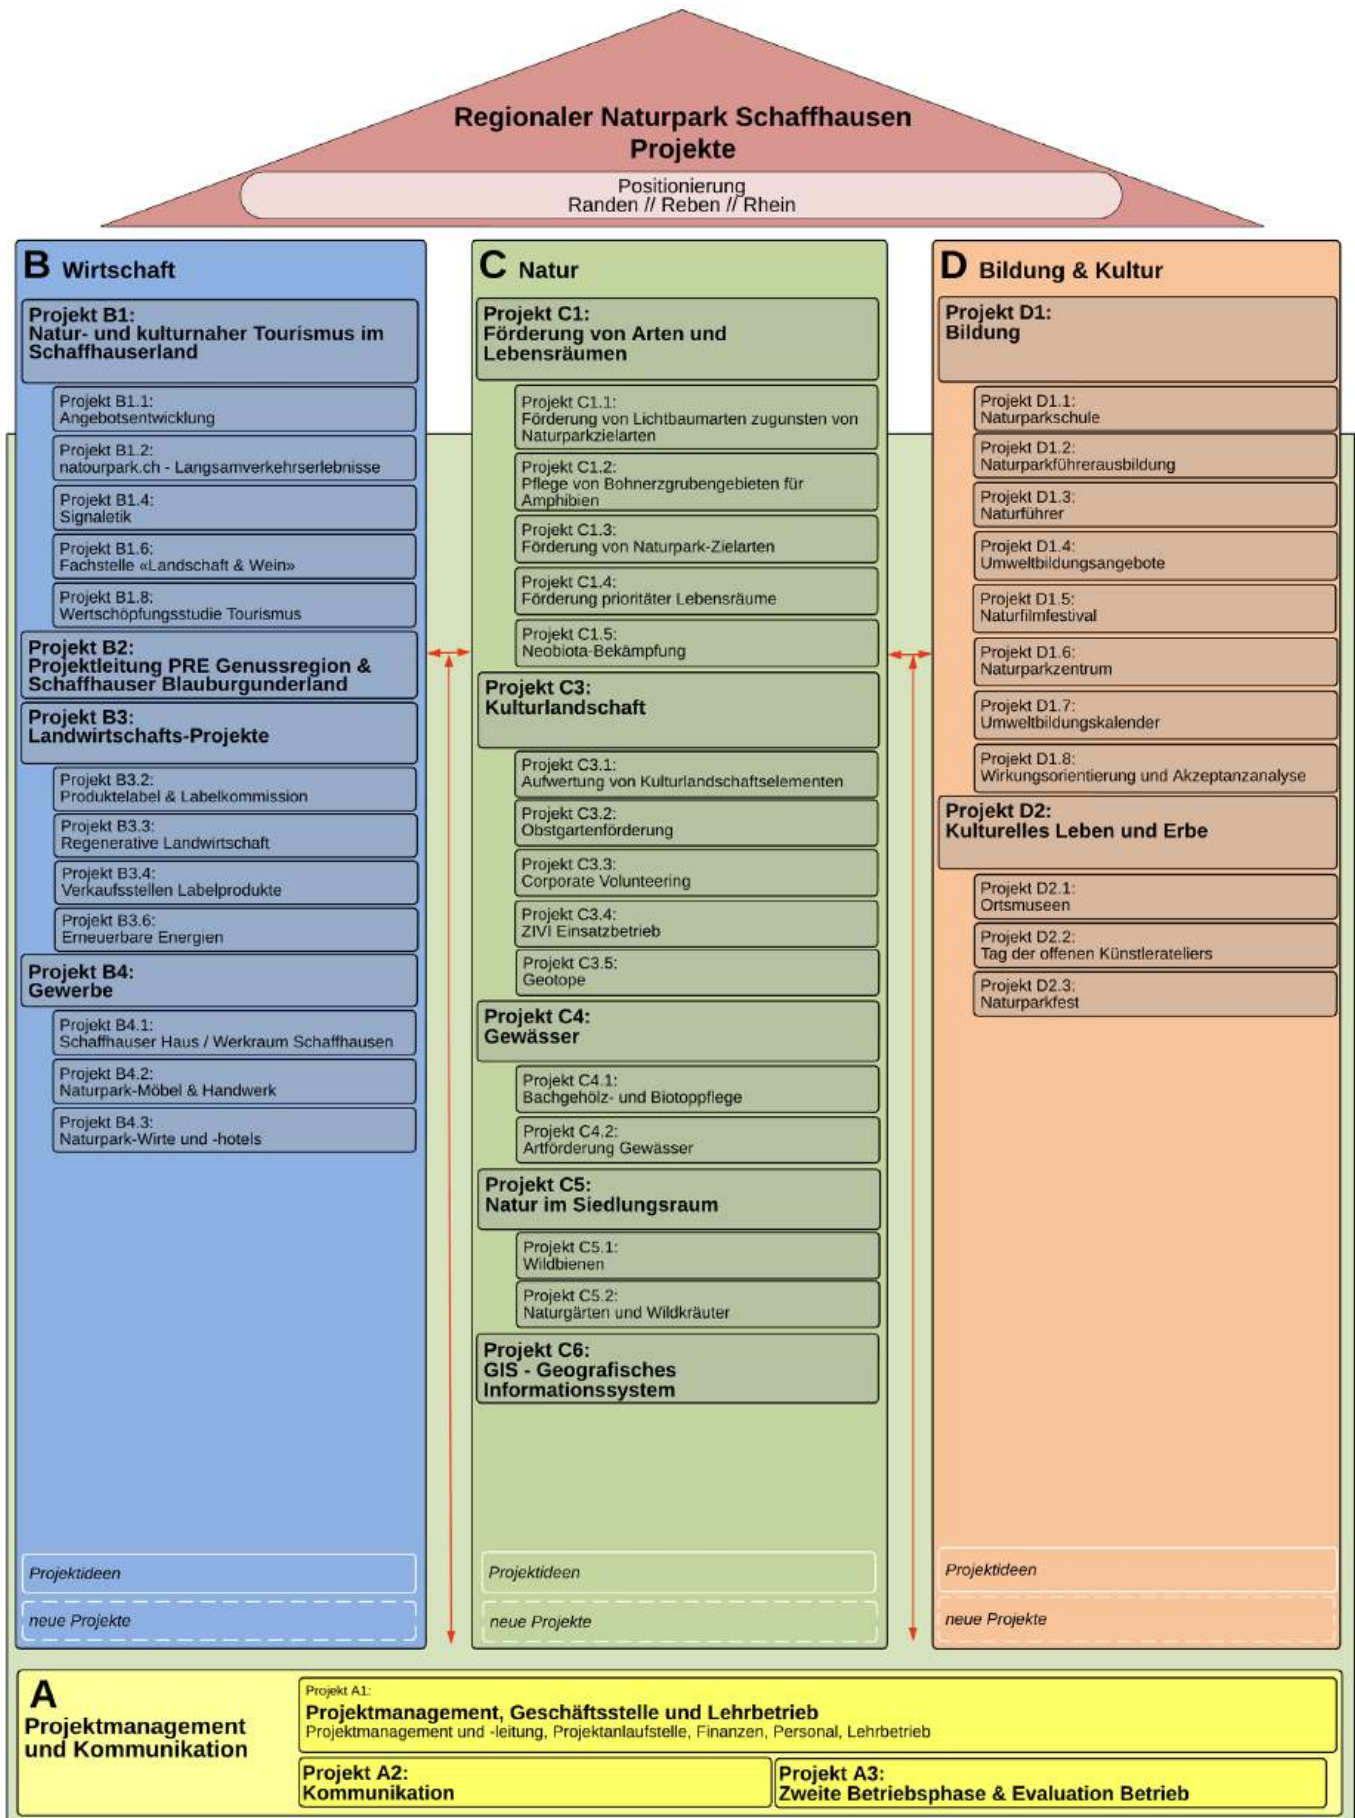 Regionaler Naturpark Schaffhausen
Projekte
Positionierung
Randen // Reben // Rhein
B Wirtschaft
Projekt B1:
Natur- und kulturnaher Tourismus im
Schaffhauserland
Projekt B1.1:
Angebotsentwicklung
Projekt B1.2:
natourpark.ch - Langsamverkehrserlebnisse
Projekt B1.4:
Signaletik
Projekt B1.6:
Fachstelle «Landschaft & Wein»
Projekt B1.8:
Wertschöpfungsstudie Tourismus
Projekt B2:
Projektleitung PRE Genussregion &
Schaffhauser Blauburgunderland
Projekt B3:
Landwirtschafts-Projekte
Projekt B3.2:
Produktelabel & Labelkommission
Projekt B3.3:
Regenerative Landwirtschaft
Projekt B3.4:
Verkaufsstellen Labelprodukte
Projekt B3.6:
Erneuerbare Energien
Projekt B4:
Gewerbe
Projekt B4.1:
Schaffhauser Haus / Werkraum Schaffhausen
Projekt B4.2:
Naturpark-Möbel & Handwerk
Projekt B4.3:
Naturpark-Wirte und -hotels
Projektideen
neue Projekte
C Natur
Projekt C1:
Förderung von Arten und
Lebensräumen
Projekt C1.1:
Förderung von Lichtbaumarten zugunsten von
Naturparkzielarten
Projekt C1.2:
Pflege von Bohnerzgrubengebieten für
Amphibien
Projekt C1.3:
Förderung von Naturpark-Zielarten
Projekt C1.4:
Förderung prioritäter Lebensräume
Projekt C1.5:
Neobiota-Bekämpfung
Projekt C3:
Kulturlandschaft
Projekt C3.1:
Aufwertung von Kulturlandschaftselementen
Projekt C3.2:
Obstgartenförderung
Projekt C3.3:
Corporate Volunteering
Projekt C3.4:
ZIVI Einsatzbetrieb
Projekt C3.5:
Geotope
Projekt C4:
Gewässer
Projekt C4.1:
Bachgehölz- und Biotoppflege
Projekt C4.2:
Artförderung Gewässer
Projekt C5:
Natur im Siedlungsraum
Projekt C5.1:
Wildbienen
Projekt C5.2:
Naturgärten und Wildkräuter
Projekt C6:
GIS - Geografisches
Informationssystem
Projektideen
neue Projekte
D Bildung & Kultur
Projekt D1:
Bildung
Projekt D1.1:
Naturparkschule
Projekt D1.2:
Naturparkführerausbildung
Projekt D1.3:
Naturführer
Projekt D1.4:
Umweltbildungsangebote
Projekt D1.5:
Naturfilmfestival
Projekt D1.6:
Naturparkzentrum
Projekt D1.7:
Umweltbildungskalender
Projekt D1.8:
Wirkungsorientierung und Akzeptanzanalyse
Projekt D2:
Kulturelles Leben und Erbe
Projekt D2.1:
Ortsmuseen
Projekt D2.2:
Tag der offenen Künstlerateliers
Projekt D2.3:
Naturparkfest
Projektideen
neue Projekte
A
Projektmanagement
und Kommunikation
Projekt A1:
Projektmanagement, Geschäftsstelle und Lehrbetrieb
Projektmanagement und -leitung, Projektanlaufstelle, Finanzen, Personal, Lehrbetrieb
Projekt A2:
Kommunikation
Projekt A3:
Zweite Betriebsphase & Evaluation Betrieb